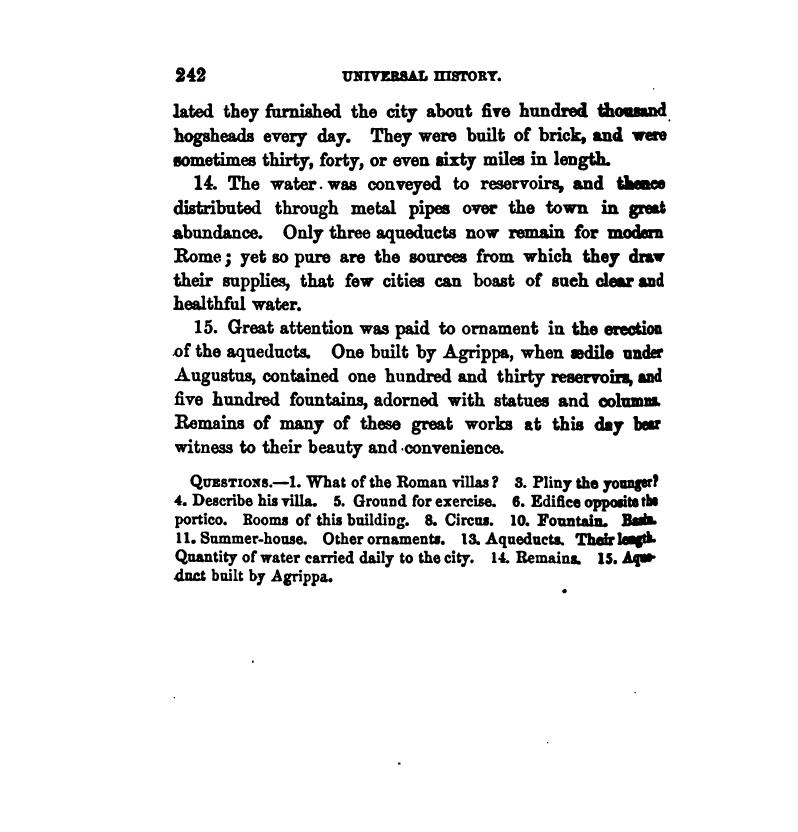 242 UNIVERSAL HISTORY.
lated they furnished the city about five hundred thousand
hogsheads every day. They were built of brick, and were
sometimes thirty, forty, or even sixty miles in length.
14. The water was conveyed to reservoirs, and thence
distributed through metal pipes over the town in great
abundance. Only three aqueducts now remain for modern
Rome; yet so pure are the sources from which they draw
their supplies, that few cities can boast of such clear and
healthful water.
15. Great attention was paid to ornament in the erection
of the aqueducts. One built by Agrippa, when ædile under
Augustus, contained one hundred and thirty reservoirs, and
five hundred fountains, adorned with statues and columns.
Remains of many of these great works at this day bear
witness to their beauty and convenience.
QUESTIONS.—1. What of the Roman villas? 3. Pliny the younger?
4. Describe his villa. 5. Ground for exercise. 6. Edifice opposite the
portico. Rooms of this building. 8. Circus. 10. Fountain. Basin.
11. Summer-house. Other ornaments. 13. Aqueducts. Their length.
Quantity of water carried daily to the city. 14. Remains. 15. Aque-
duct built by Agrippa.